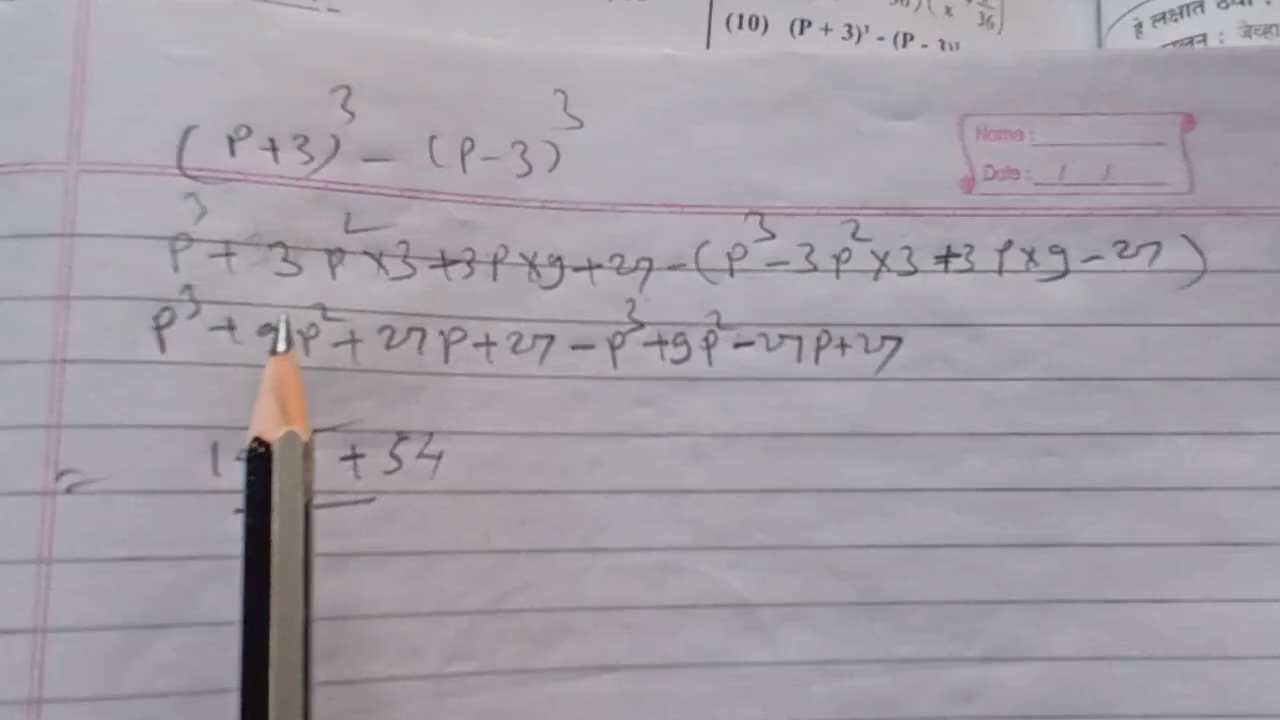 (10) (P + 3)³ - (P - 3)³
हे लक्षात
जेव्हा
(P+3)³ - (P-3)³
Name :
Date : / /
P³ + 3P²×3 +3P×9+27 - (P³ - 3P²×3 +3P×9-27)
P³ + 9P² + 27P + 27 - P³ + 9P² - 27P + 27
= + 54